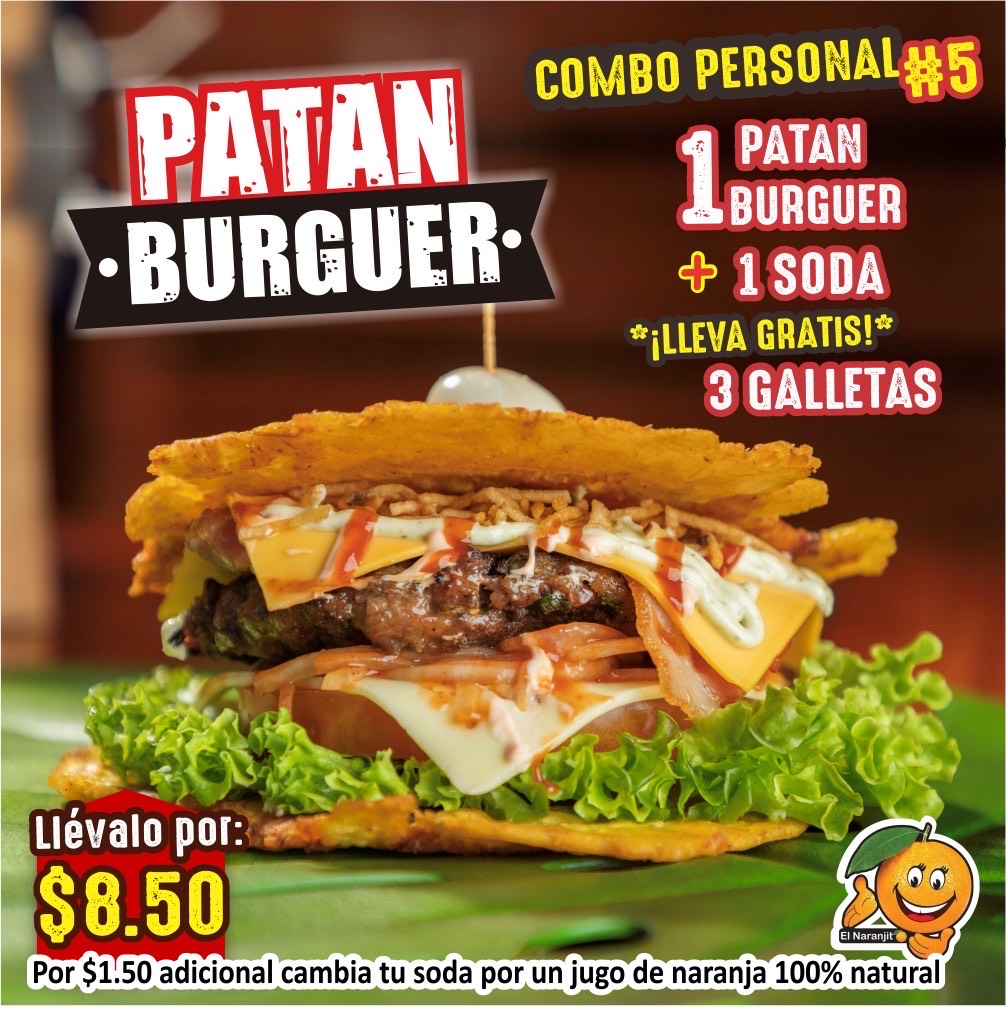 PATAN
·BURGUER·
COMBO PERSONAL #5
1 PATAN
BURGUER
+ 1 SODA
*¡LLEVA GRATIS!*
3 GALLETAS
Llévalo por:
$8.50
El Naranjit
Por $1.50 adicional cambia tu soda por un jugo de naranja 100% natural